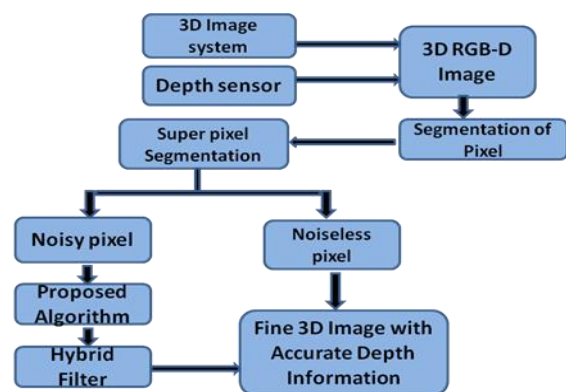 3D Image
system
3D RGB-D
Image
Depth sensor
Super pixel
Segmentation
Segmentation of
Pixel
Noisy pixel
Noiseless
pixel
Proposed
Algorithm
Fine 3D Image with
Accurate Depth
Information
Hybrid
Filter